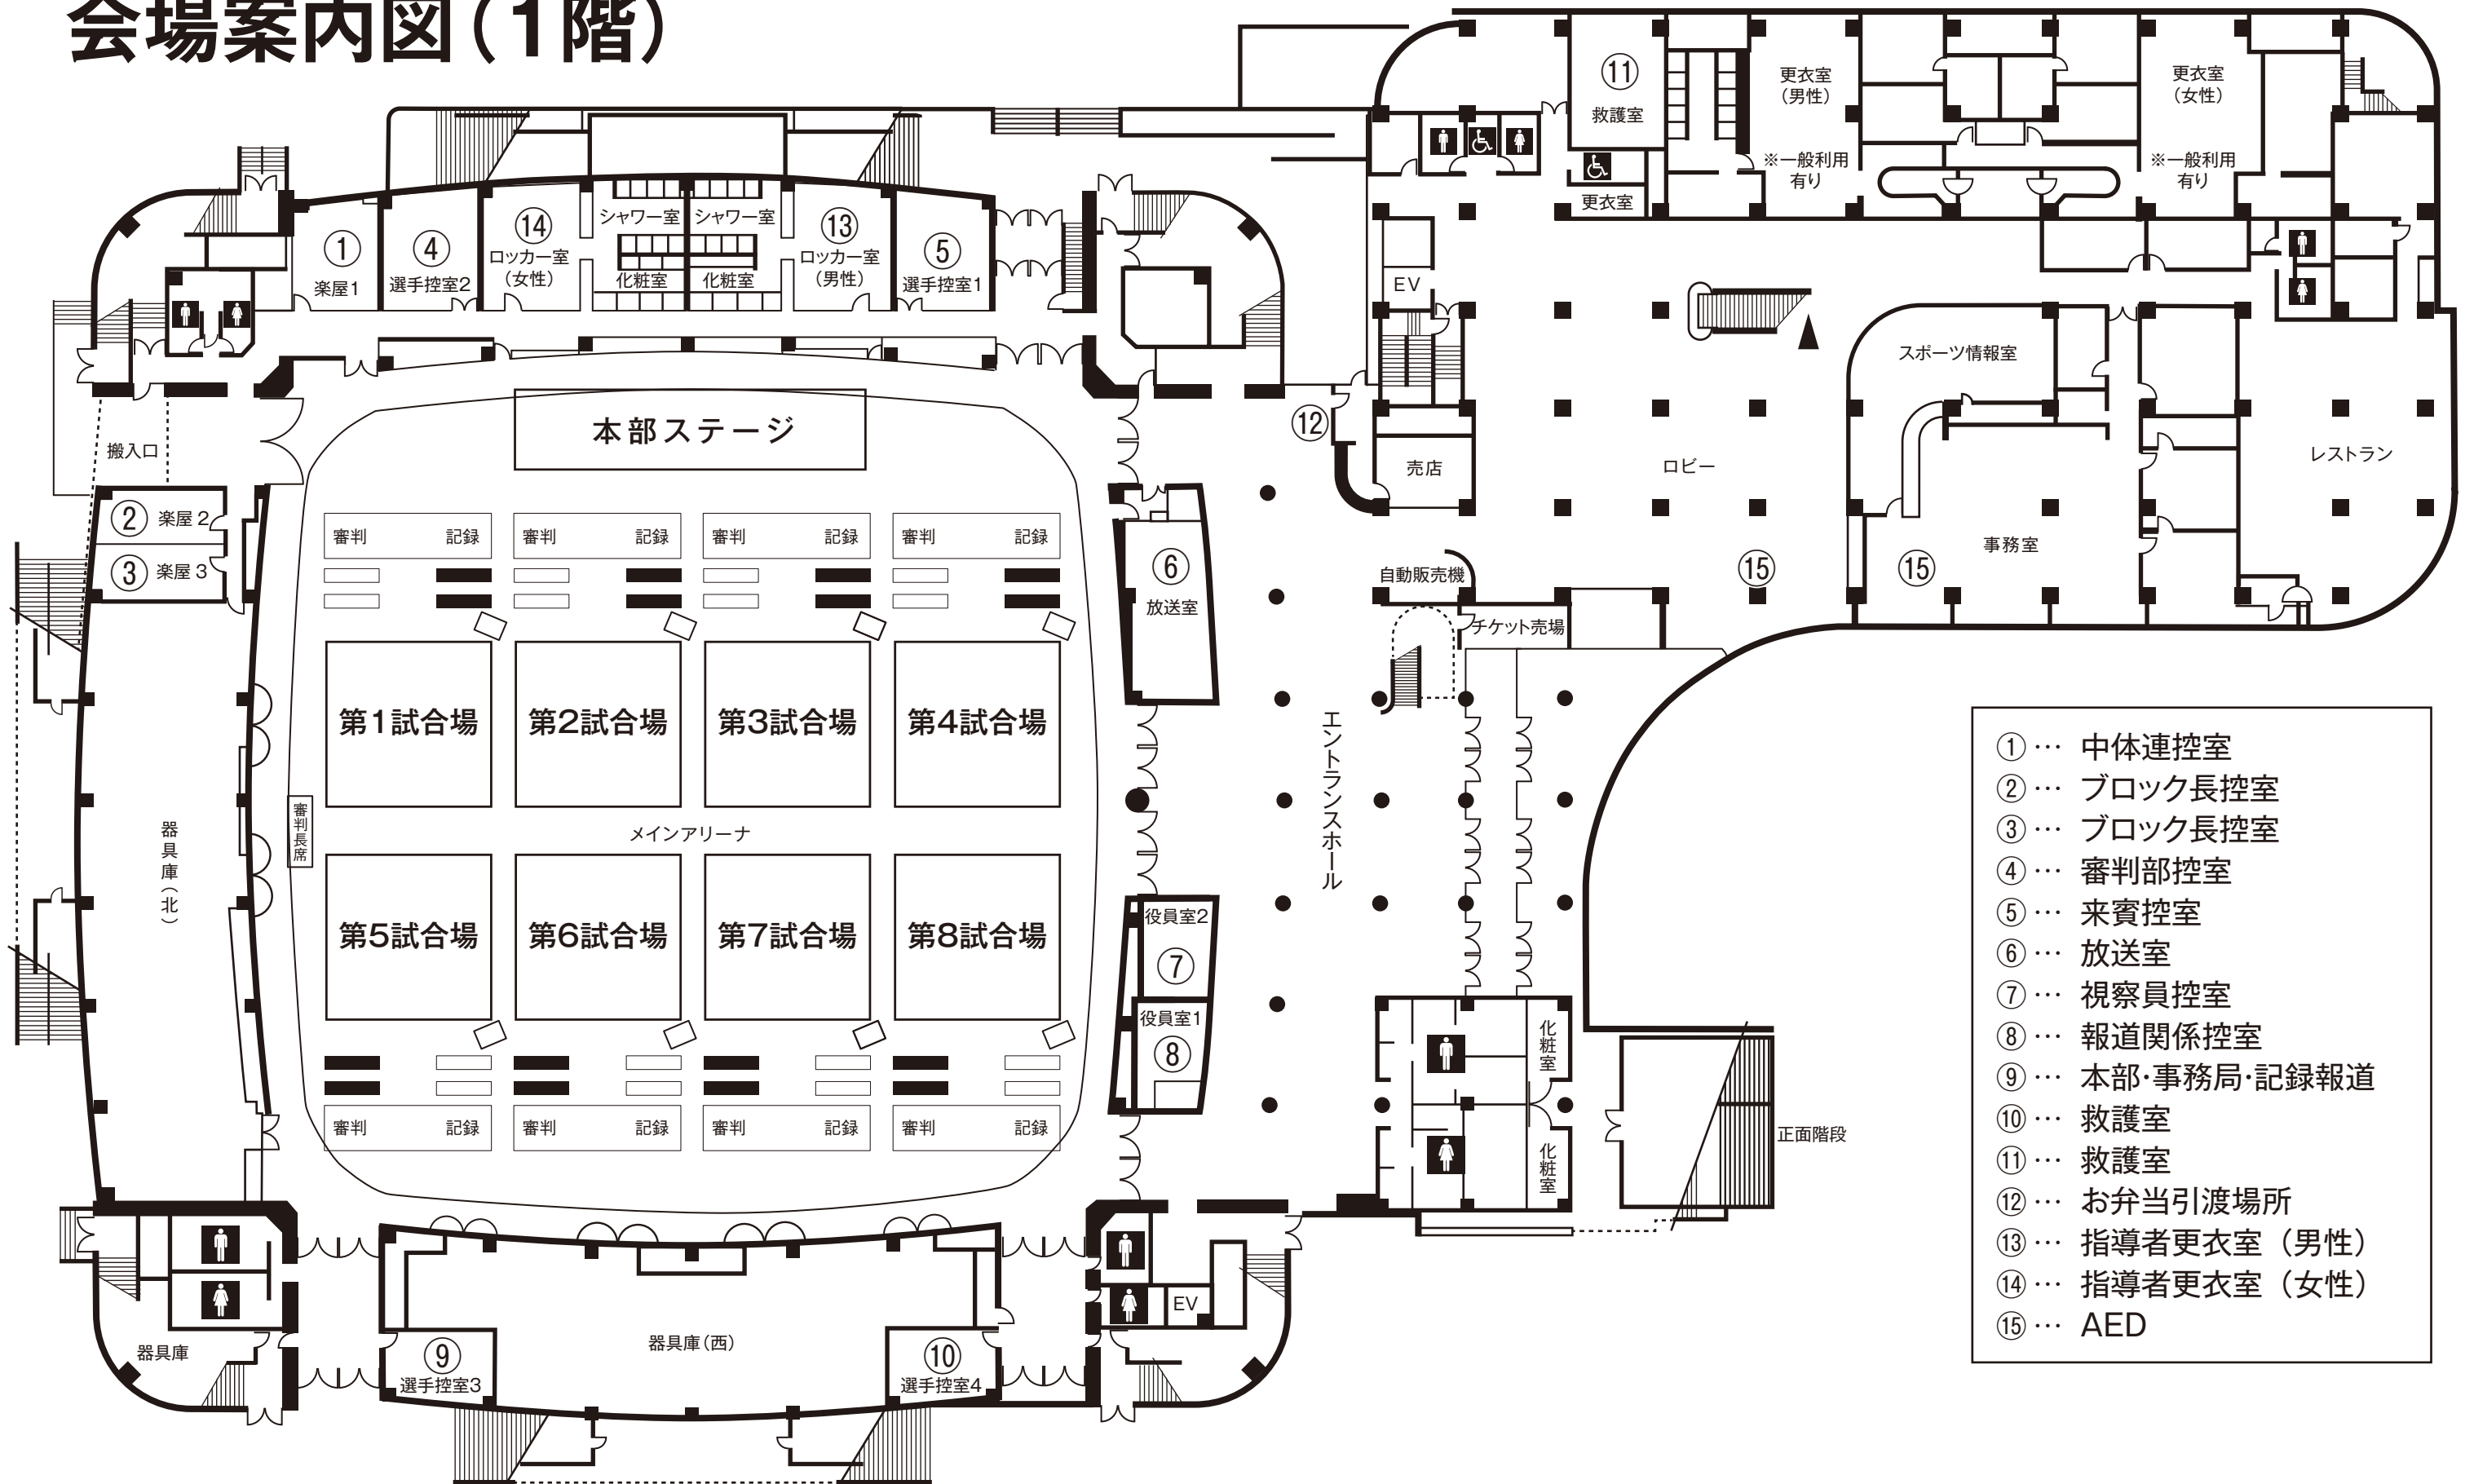 会場案内図（1階）
⑪
救護室
更衣室
（男性）
※一般利用
有り
更衣室
（女性）
※一般利用
有り
更衣室
①
楽屋1
④
選手控室2
⑭
ロッカー室
（女性）
シャワー室
化粧室
シャワー室
化粧室
⑬
ロッカー室
（男性）
⑤
選手控室1
EV
スポーツ情報室
搬入口
本部ステージ
⑫
売店
ロビー
レストラン
② 楽屋2
③ 楽屋3
審判 記録
審判 記録
審判 記録
審判 記録
⑥
放送室
自動販売機
⑮
⑮
事務室
チケット売場
第1試合場
第2試合場
第3試合場
第4試合場
エントランスホール
器具庫（北）
審判長席
メインアリーナ
第5試合場
第6試合場
第7試合場
第8試合場
役員室2
⑦
役員室1
⑧
審判 記録
審判 記録
審判 記録
審判 記録
化粧室
化粧室
正面階段
器具庫
⑨
選手控室3
器具庫（西）
⑩
選手控室4
EV
①… 中体連控室
②… ブロック長控室
③… ブロック長控室
④… 審判部控室
⑤… 来賓控室
⑥… 放送室
⑦… 視察員控室
⑧… 報道関係控室
⑨… 本部・事務局・記録報道
⑩… 救護室
⑪… 救護室
⑫… お弁当引渡場所
⑬… 指導者更衣室（男性）
⑭… 指導者更衣室（女性）
⑮… AED